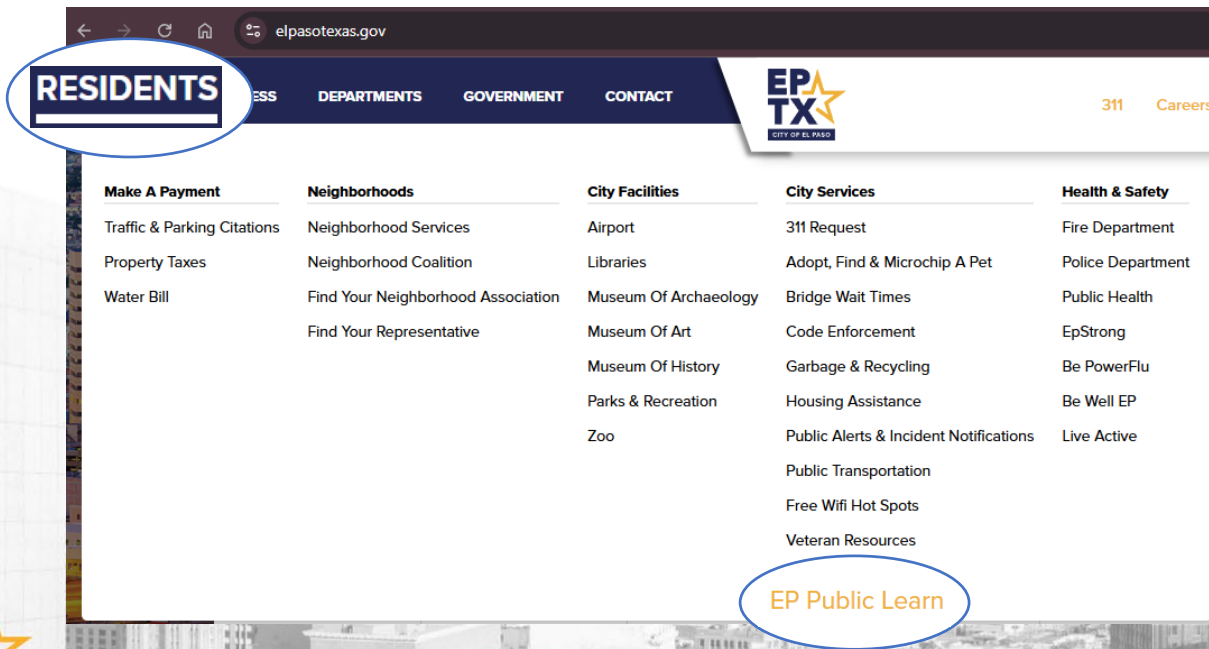 elpasotexas.gov
RESIDENTS
ESS
DEPARTMENTS
GOVERNMENT
CONTACT
EP
TX
CITY OF EL PASO
311
Careers
Make A Payment
Traffic & Parking Citations
Property Taxes
Water Bill
Neighborhoods
Neighborhood Services
Neighborhood Coalition
Find Your Neighborhood Association
Find Your Representative
City Facilities
Airport
Libraries
Museum Of Archaeology
Museum Of Art
Museum Of History
Parks & Recreation
Zoo
City Services
311 Request
Adopt, Find & Microchip A Pet
Bridge Wait Times
Code Enforcement
Garbage & Recycling
Housing Assistance
Public Alerts & Incident Notifications
Public Transportation
Free Wifi Hot Spots
Veteran Resources
EP Public Learn
Health & Safety
Fire Department
Police Department
Public Health
EpStrong
Be PowerFlu
Be Well EP
Live Active